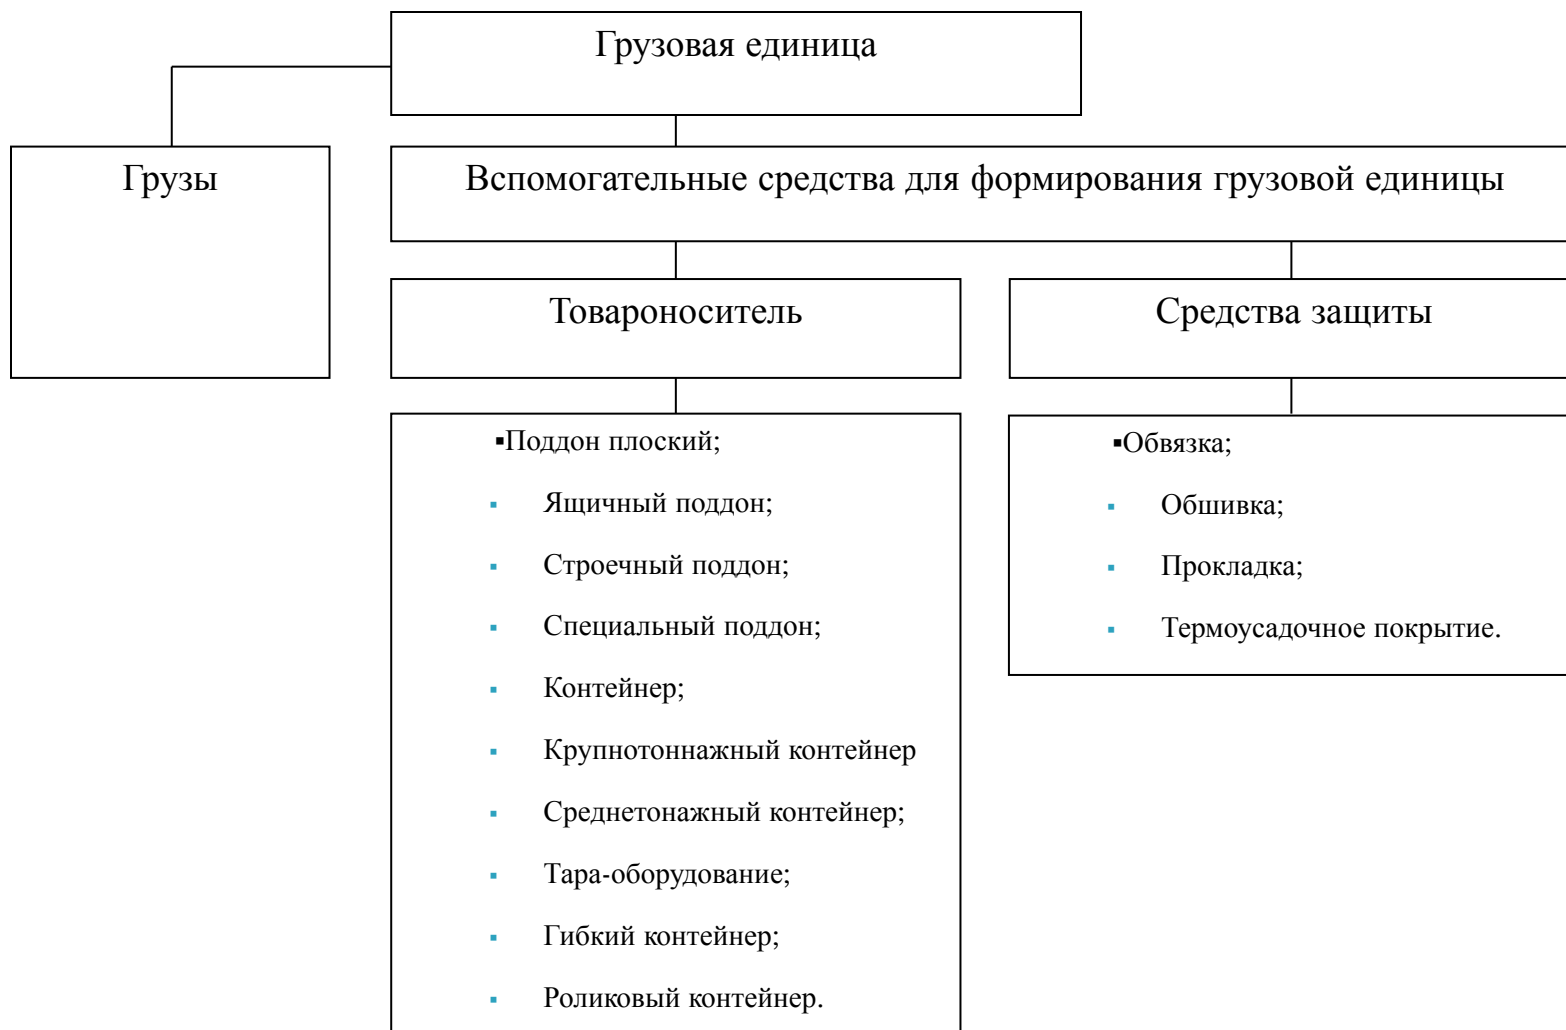 Грузовая единица
Грузы
Вспомогательные средства для формирования грузовой единицы
Товароноситель
Средства защиты
▪Поддон плоский;
▪ Ящичный поддон;
▪ Строечный поддон;
▪ Специальный поддон;
▪ Контейнер;
▪ Крупнотоннажный контейнер
▪ Среднетонажный контейнер;
▪ Тара-оборудование;
▪ Гибкий контейнер;
▪ Роликовый контейнер.
▪Обвязка;
▪ Обшивка;
▪ Прокладка;
▪ Термоусадочное покрытие.